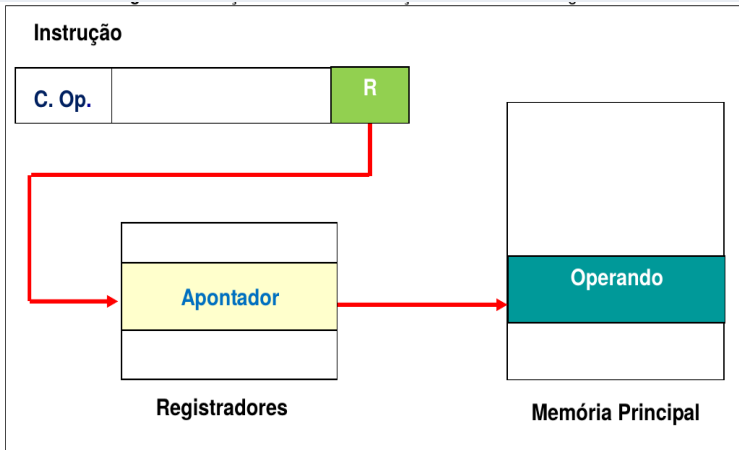 Instrução
C. Op.
R
Operando
Apontador
Registradores
Memória Principal